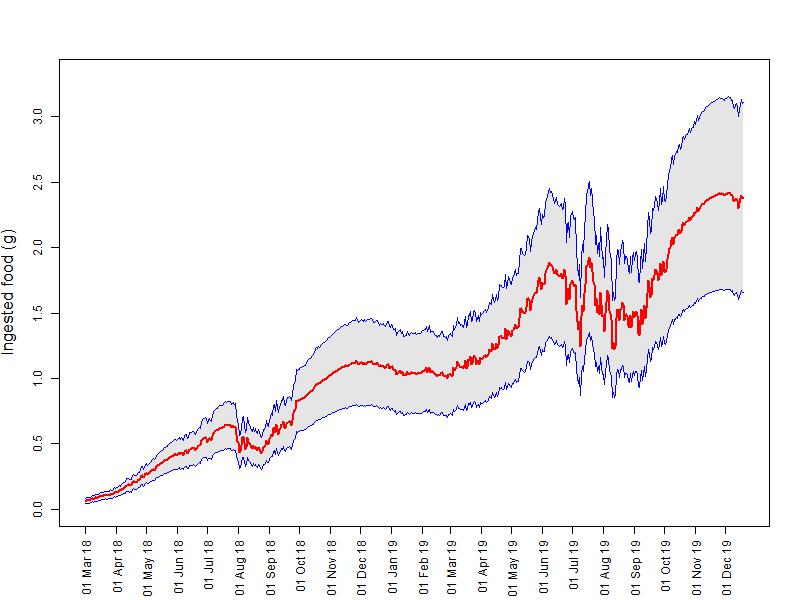 Ingested food (g)
3.0
2.5
2.0
1.5
1.0
0.5
0.0
01 Mar 18
01 Apr 18
01 May 18
01 Jun 18
01 Jul 18
01 Aug 18
01 Sep 18
01 Oct 18
01 Nov 18
01 Dec 18
01 Jan 19
01 Feb 19
01 Mar 19
01 Apr 19
01 May 19
01 Jun 19
01 Jul 19
01 Aug 19
01 Sep 19
01 Oct 19
01 Nov 19
01 Dec 19